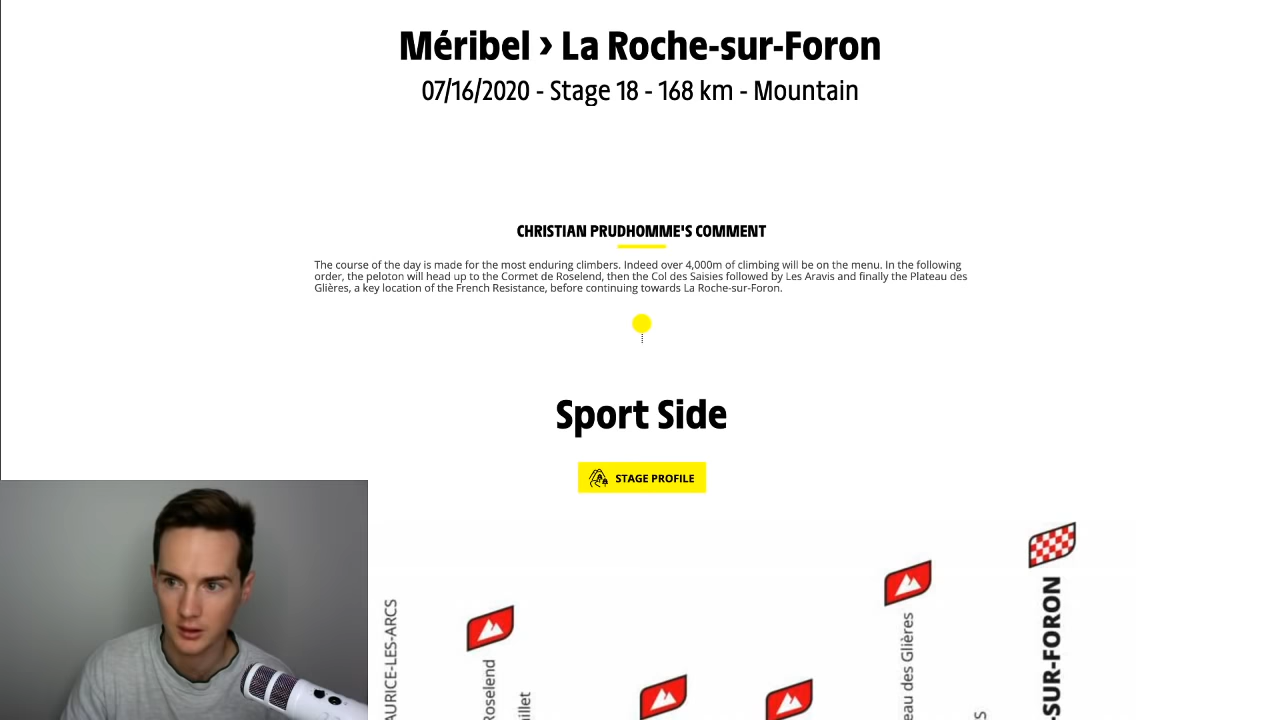 Méribel › La Roche-sur-Foron
07/16/2020 - Stage 18 - 168 km - Mountain
CHRISTIAN PRUDHOMME'S COMMENT
The course of the day is made for the most enduring climbers. Indeed over 4,000m of climbing will be on the menu. In the following
order, the peloton will head up to the Cormet de Roselend, then the Col des Saisies followed by Les Aravis and finally the Plateau des
Glières, a key location of the French Resistance, before continuing towards La Roche-sur-Foron.
Sport Side
STAGE PROFILE
AURICE-LES-ARCS
Roselend
illet
eau des Glières
S
-SUR-FORON